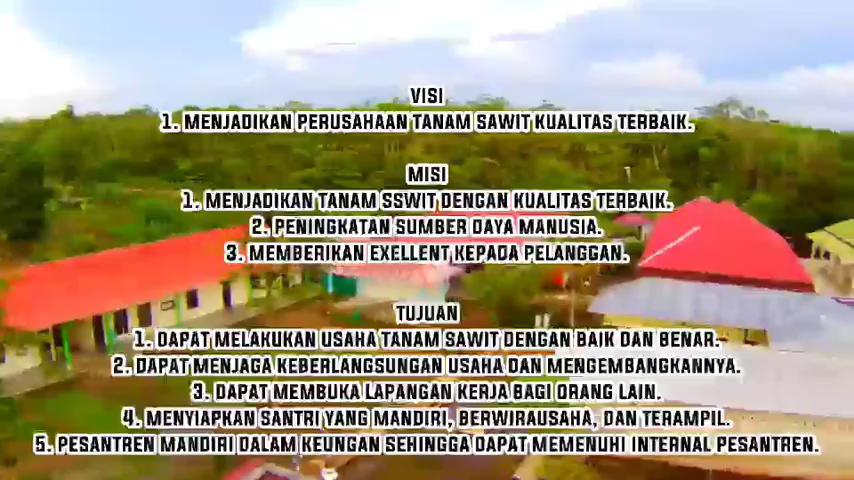 VISI
1. MENJADIKAN PERUSAHAAN TANAM SAWIT KUALITAS TERBAIK.
MISI
1. MENJADIKAN TANAM SSWIT DENGAN KUALITAS TERBAIK.
2. PENINGKATAN SUMBER DAYA MANUSIA.
3. MEMBERIKAN EXELLENT KEPADA PELANGGAN.
TUJUAN
1. DAPAT MELAKUKAN USAHA TANAM SAWIT DENGAN BAIK DAN BENAR.
2. DAPAT MENJAGA KEBERLANGSUNGAN USAHA DAN MENGEMBANGKANNYA.
3. DAPAT MEMBUKA LAPANGAN KERJA BAGI ORANG LAIN.
4. MENYIAPKAN SANTRI YANG MANDIRI, BERWIRAUSAHA, DAN TERAMPIL.
5. PESANTREN MANDIRI DALAM KEUNGAN SEHINGGA DAPAT MEMENUHI INTERNAL PESANTREN.